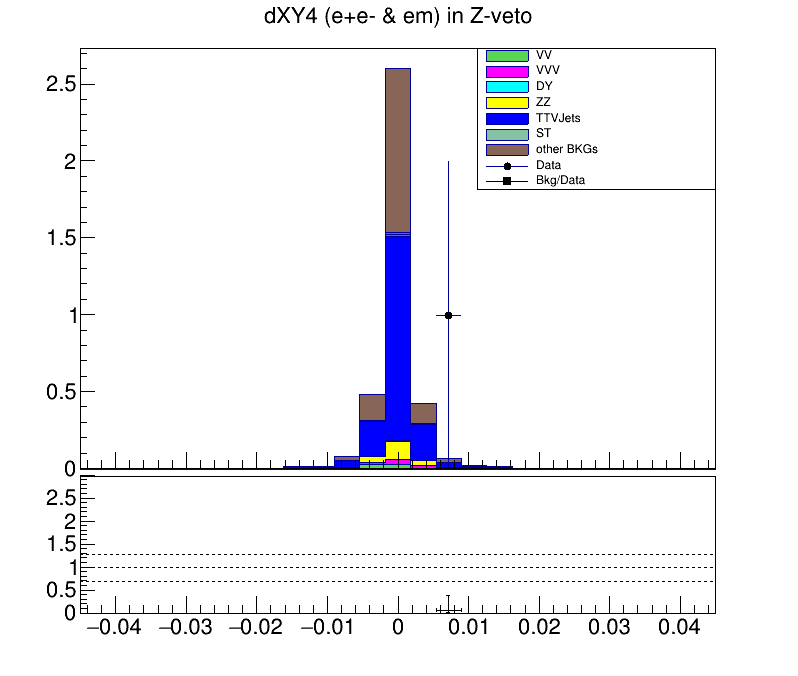 dXY4 (e+e- & em) in Z-veto
VV
VVV
DY
ZZ
TTVJets
ST
other BKGs
Data
Bkg/Data
2.5
2
1.5
1
0.5
0
2.5
2
1.5
1
0.5
0
−0.04 −0.03 −0.02 −0.01 0 0.01 0.02 0.03 0.04